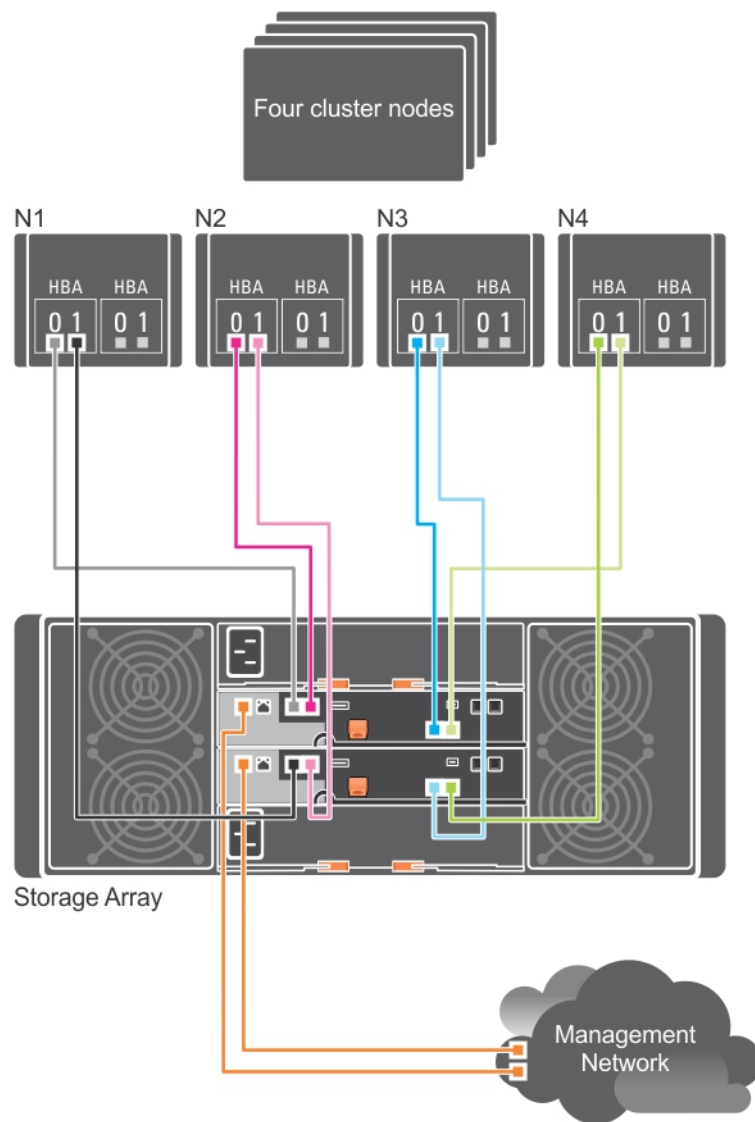 Four cluster nodes
N1 N2 N3 N4
HBA HBA HBA HBA HBA HBA HBA HBA
0 1 0 1 0 1 0 1 0 1 0 1 0 1 0 1
Storage Array
Management
Network